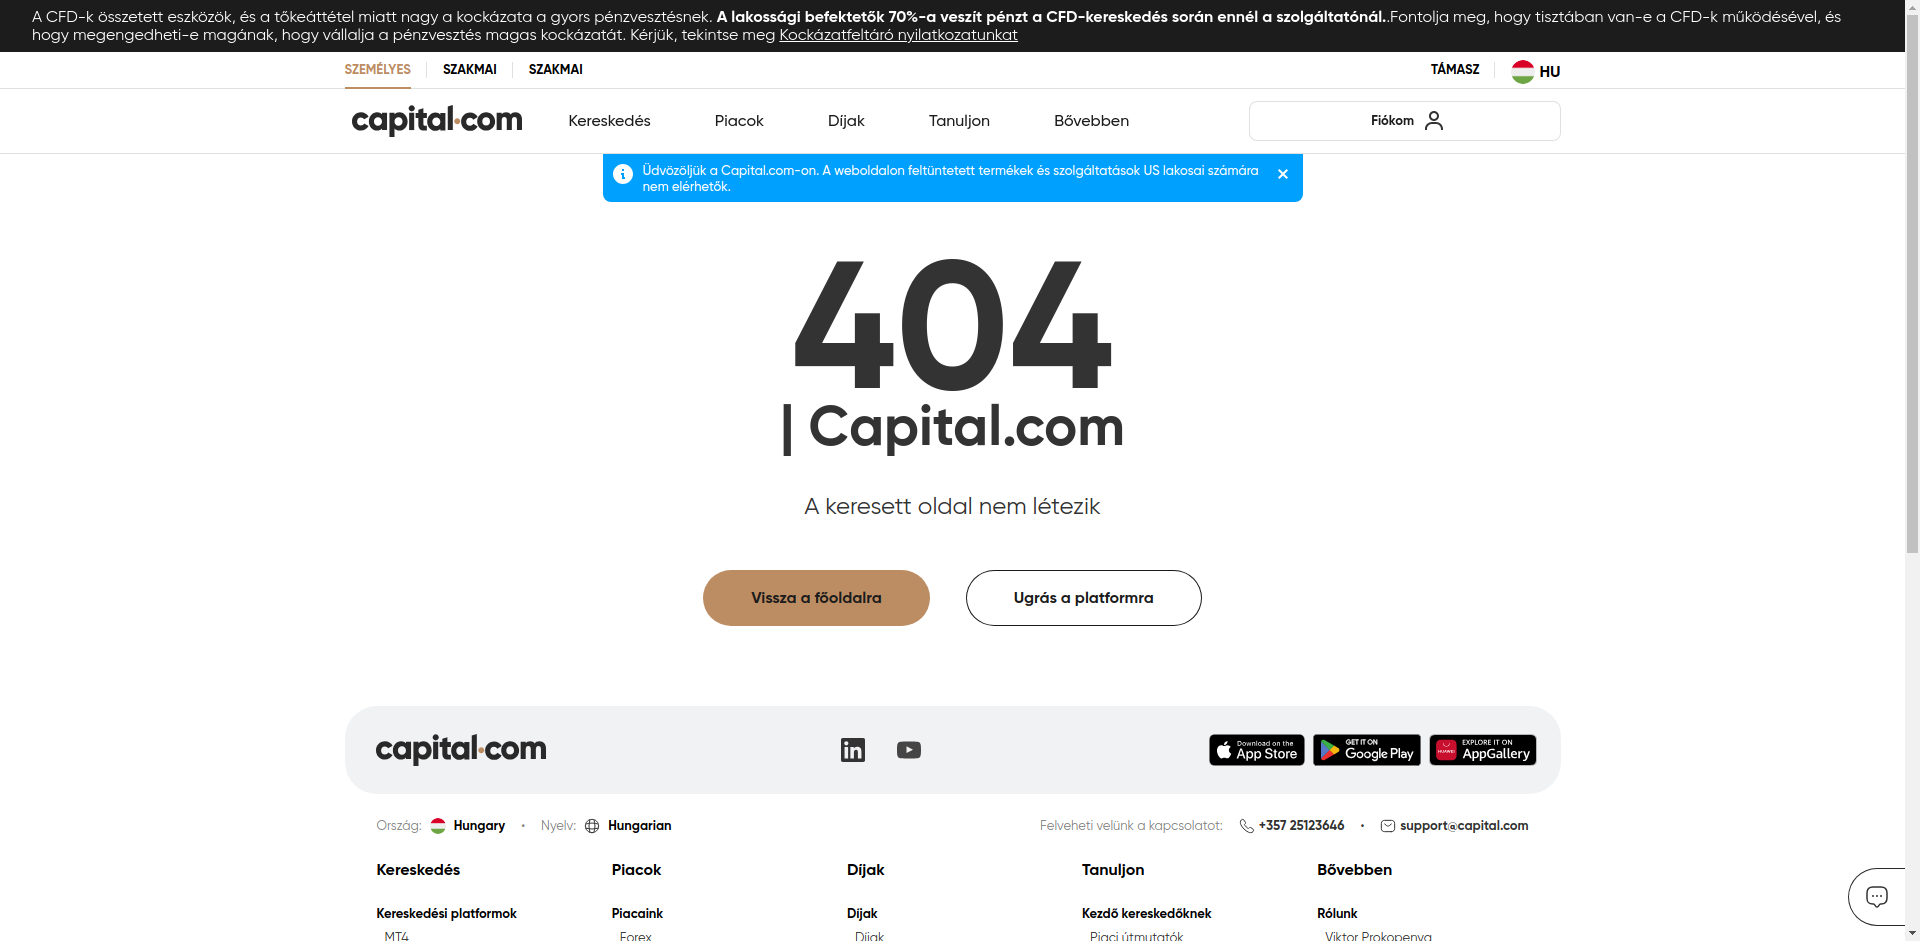 A CFD-k összetett eszközök, és a tőkeáttétel miatt nagy a kockázata a gyors pénzvesztésnek. A lakossági befektetők 70%-a veszít pénzt a CFD-kereskedés során ennél a szolgáltatónál..Fontolja meg, hogy tisztában van-e a CFD-k működésével, és
hogy megengedheti-e magának, hogy vállalja a pénzvesztés magas kockázatát. Kérjük, tekintse meg Kockázatfeltáró nyilatkozatunkat
SZEMÉLYES SZAKMAI SZAKMAI TÁMASZ HU
capital.com Kereskedés Piacok Díjak Tanuljon Bővebben Fiókom
Üdvözöljük a Capital.com-on. A weboldalon feltüntetett termékek és szolgáltatások US lakosai számára
nem elérhetők.
404
| Capital.com
A keresett oldal nem létezik
Vissza a főoldalra Ugrás a platformra
capital.com Download on the App Store GET IT ON Google Play HUAWEI EXPLORE IT ON AppGallery
Ország: Hungary • Nyelv: Hungarian Felveheti velünk a kapcsolatot: +357 25123646 • support@capital.com
Kereskedés Piacok Díjak Tanuljon Bővebben
Kereskedési platformok Piacaink Díjak Kezdő kereskedőknek Rólunk
MT4 Forex Díjak Piaci útmutatók Viktor Prokopenya